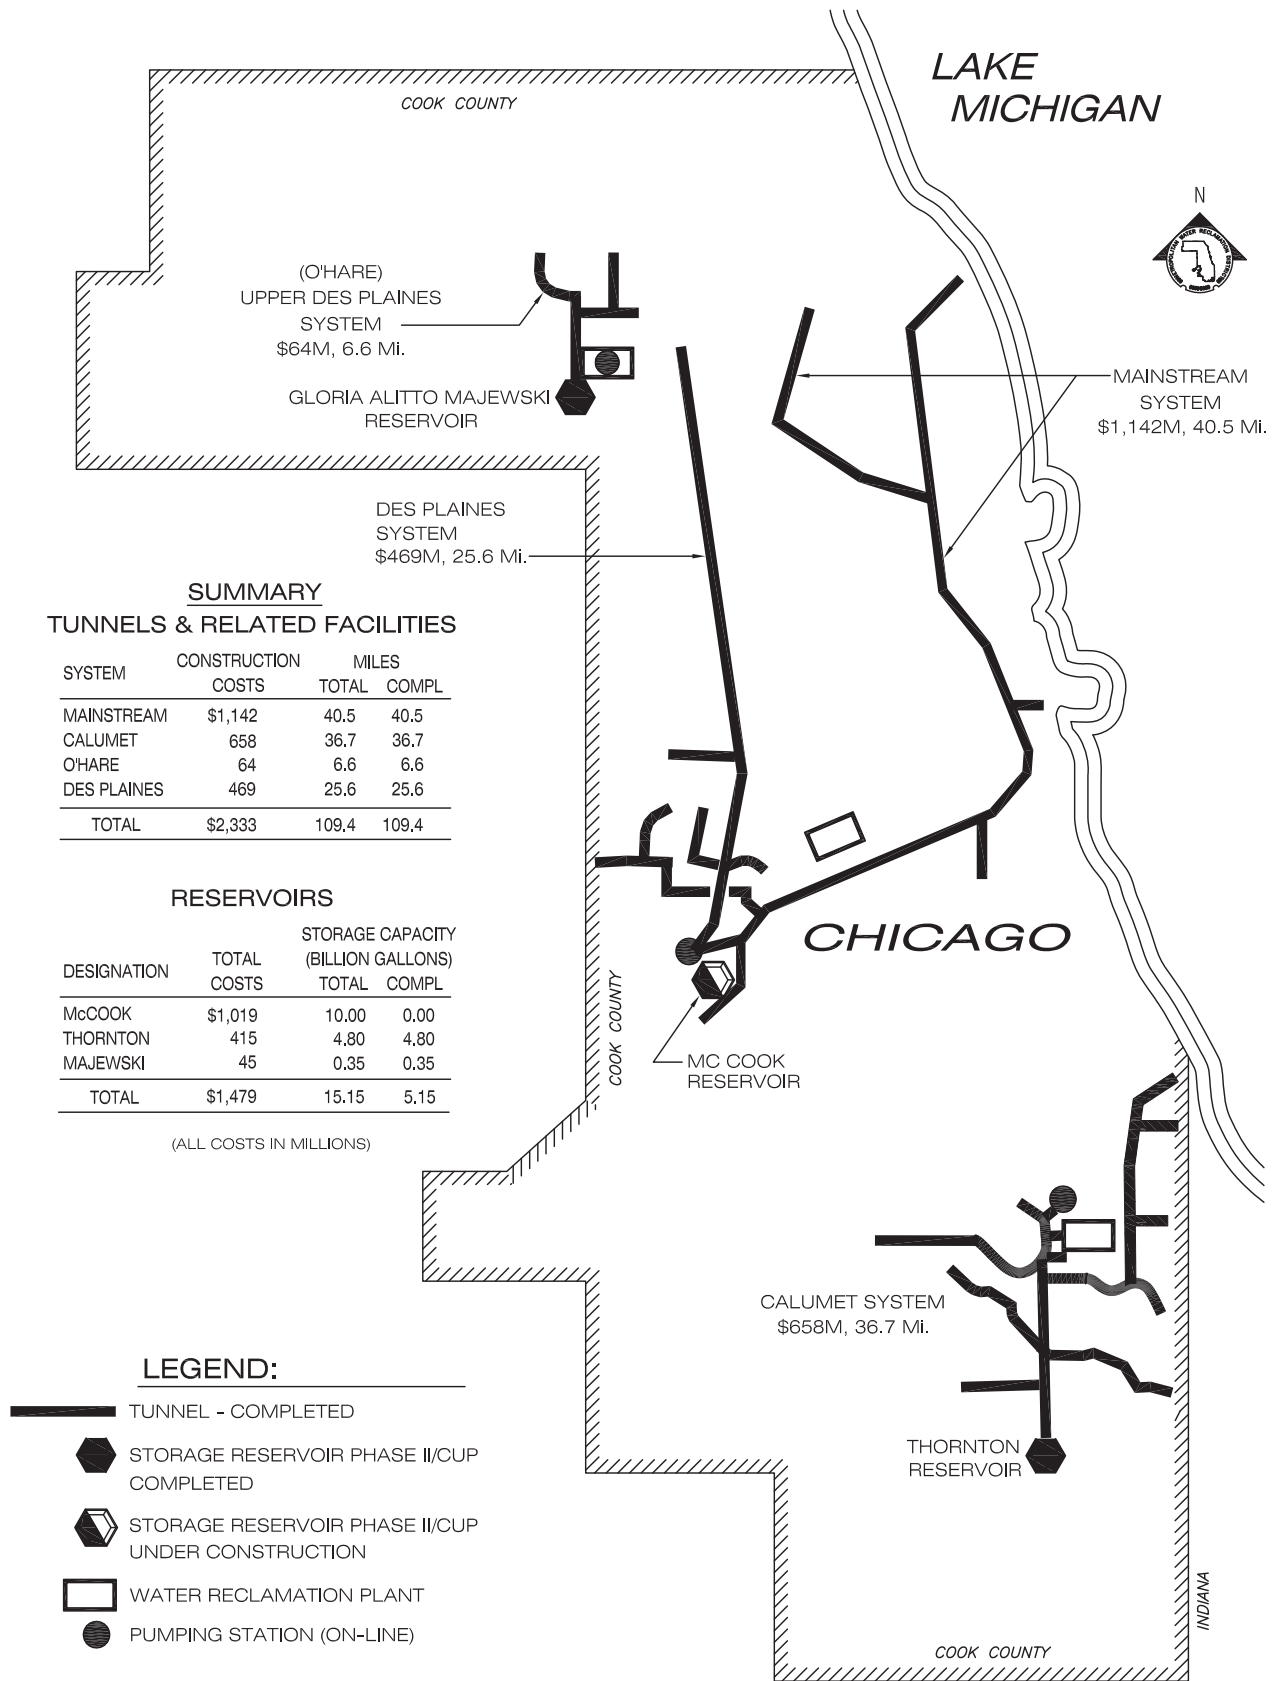 LAKE
MICHIGAN
COOK COUNTY
N
METROPOLITAN WATER RECLAMATION DISTRICT
CHICAGO
(O'HARE)
UPPER DES PLAINES
SYSTEM
$64M, 6.6 Mi.
GLORIA ALITTO MAJEWSKI
RESERVOIR
MAINSTREAM
SYSTEM
$1,142M, 40.5 Mi.
DES PLAINES
SYSTEM
$469M, 25.6 Mi.
SUMMARY
TUNNELS & RELATED FACILITIES
SYSTEM CONSTRUCTION MILES
COSTS TOTAL COMPL
MAINSTREAM $1,142 40.5 40.5
CALUMET 658 36.7 36.7
O'HARE 64 6.6 6.6
DES PLAINES 469 25.6 25.6
TOTAL $2,333 109.4 109.4
RESERVOIRS
STORAGE CAPACITY
DESIGNATION TOTAL (BILLION GALLONS)
COSTS TOTAL COMPL
McCOOK $1,019 10.00 0.00
THORNTON 415 4.80 4.80
MAJEWSKI 45 0.35 0.35
TOTAL $1,479 15.15 5.15
(ALL COSTS IN MILLIONS)
CHICAGO
COOK COUNTY
MC COOK
RESERVOIR
CALUMET SYSTEM
$658M, 36.7 Mi.
THORNTON
RESERVOIR
LEGEND:
TUNNEL - COMPLETED
STORAGE RESERVOIR PHASE II/CUP
COMPLETED
STORAGE RESERVOIR PHASE II/CUP
UNDER CONSTRUCTION
WATER RECLAMATION PLANT
PUMPING STATION (ON-LINE)
INDIANA
COOK COUNTY